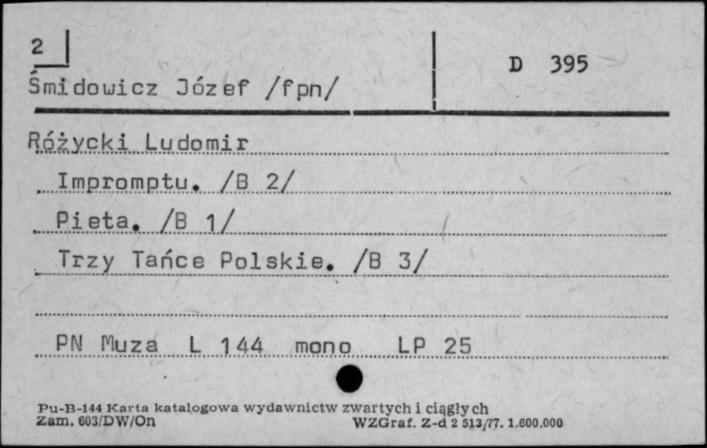 2
D 395
Śmidowicz Józef /fpn/
Różycki Ludomir
Impromptu. /B 2/
Pieta. /B 1/
Trzy Tańce Polskie. /B 3/
PN Muza L 144 mono LP 25
Pu-B-144 Karta katalogowa wydawnictw zwartych i ciągłych
Zam. 603/DW/On WZGraf. Z-d 2 513/77. 1.600.000